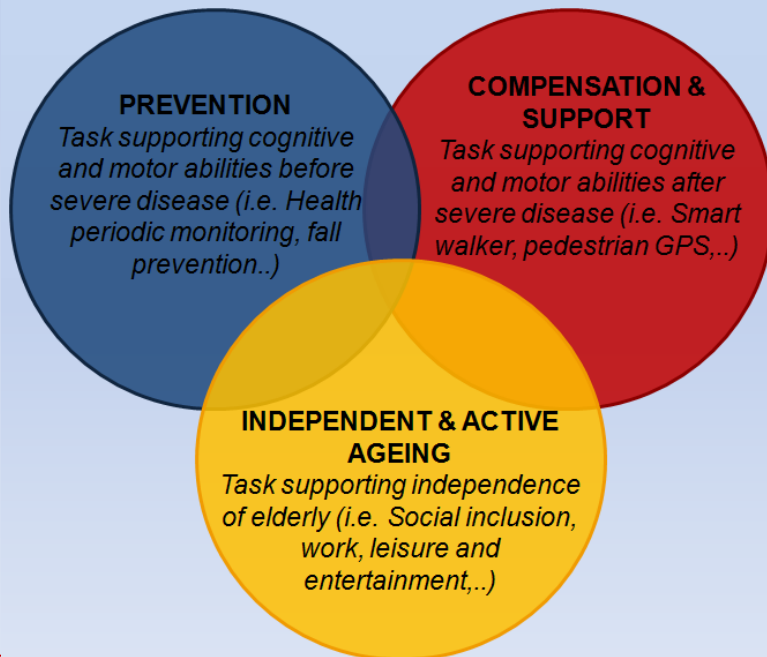 PREVENTION
Task supporting cognitive
and motor abilities before
severe disease (i.e. Health
periodic monitoring, fall
prevention..)
COMPENSATION &
SUPPORT
Task supporting cognitive
and motor abilities after
severe disease (i.e. Smart
walker, pedestrian GPS,..)
INDEPENDENT & ACTIVE
AGEING
Task supporting independence
of elderly (i.e. Social inclusion,
work, leisure and
entertainment,..)